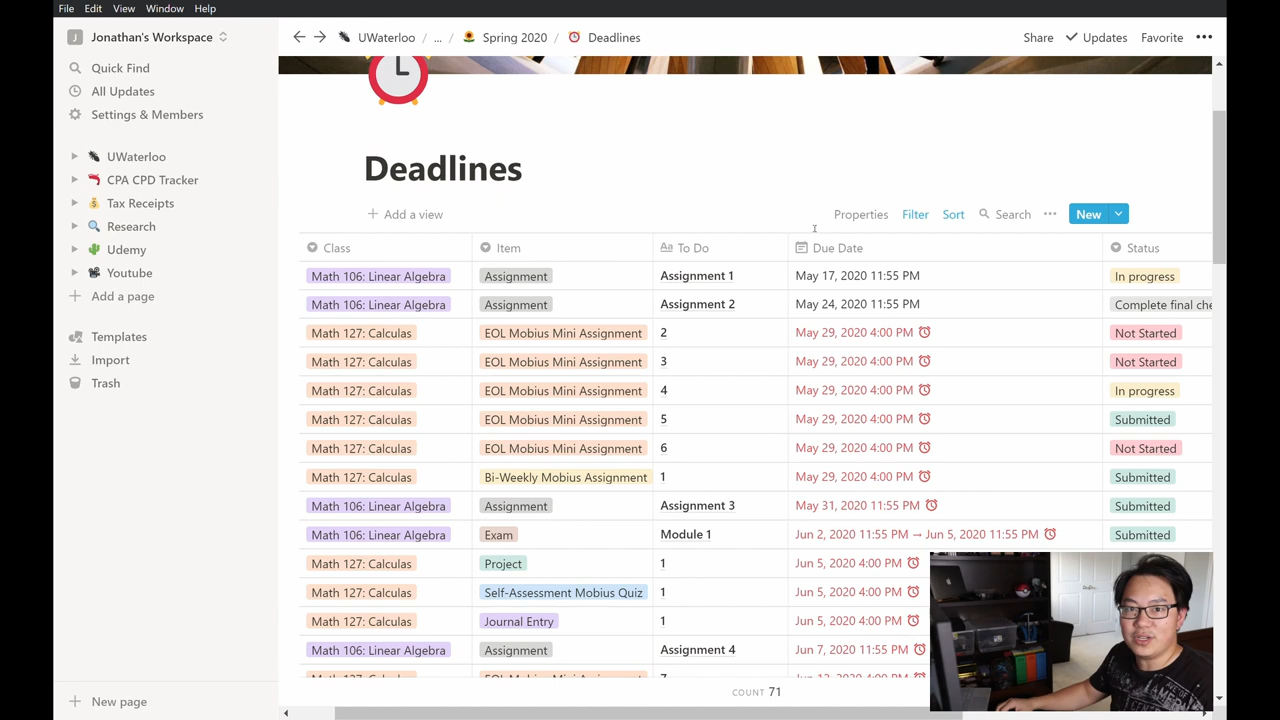 File Edit View Window Help
J Jonathan's Workspace
UWaterloo / ... / Spring 2020 / Deadlines
Share Updates Favorite •••
Quick Find
All Updates
Settings & Members
UWaterloo
CPA CPD Tracker
Tax Receipts
Research
Udemy
Youtube
Add a page
Templates
Import
Trash
New page
Deadlines
Add a view
Properties Filter Sort Search ••• New
Class Aa Item To Do Due Date Status
Math 106: Linear Algebra Assignment Assignment 1 May 17, 2020 11:55 PM In progress
Math 106: Linear Algebra Assignment Assignment 2 May 24, 2020 11:55 PM Complete final che
Math 127: Calculas EOL Mobius Mini Assignment 2 May 29, 2020 4:00 PM Not Started
Math 127: Calculas EOL Mobius Mini Assignment 3 May 29, 2020 4:00 PM Not Started
Math 127: Calculas EOL Mobius Mini Assignment 4 May 29, 2020 4:00 PM In progress
Math 127: Calculas EOL Mobius Mini Assignment 5 May 29, 2020 4:00 PM Submitted
Math 127: Calculas EOL Mobius Mini Assignment 6 May 29, 2020 4:00 PM Not Started
Math 127: Calculas Bi-Weekly Mobius Assignment 1 May 29, 2020 4:00 PM Submitted
Math 106: Linear Algebra Assignment Assignment 3 May 31, 2020 11:55 PM Submitted
Math 106: Linear Algebra Exam Module 1 Jun 2, 2020 11:55 PM → Jun 5, 2020 11:55 PM Submitted
Math 127: Calculas Project 1 Jun 5, 2020 4:00 PM
Math 127: Calculas Self-Assessment Mobius Quiz 1 Jun 5, 2020 4:00 PM
Math 127: Calculas Journal Entry 1 Jun 5, 2020 4:00 PM
Math 106: Linear Algebra Assignment Assignment 4 Jun 7, 2020 11:55 PM
COUNT 71